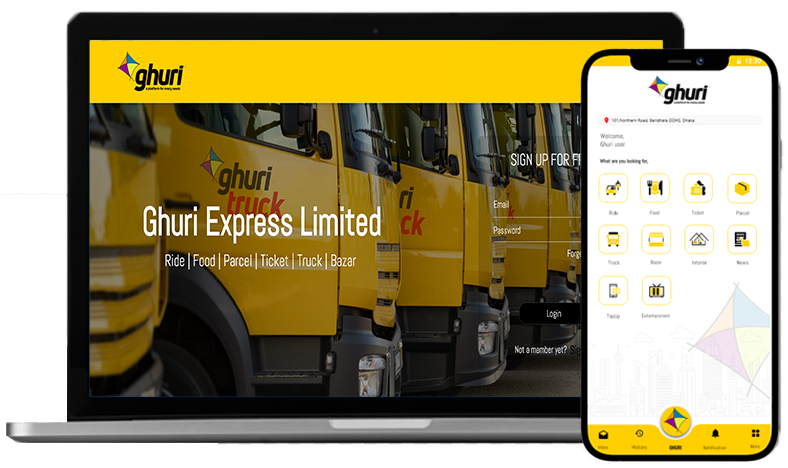 ghuri
a platform for every needs
SIGN UP FOR F
ghuri
truck
ck
Ghuri Express Limited
Ride | Food | Parcel | Ticket | Truck | Bazar
Email
Password
Forg
Login
Not a member yet?
13:30
ghuri
a platform for every needs
101/Northern Road, Baridhara DOHS, Dhaka
Welcome,
Ghuri user
What are you looking for,
Ride Food Ticket Parcel
Truck Bazar Interior News
TopUp Entertainment
History GHURI Notification More